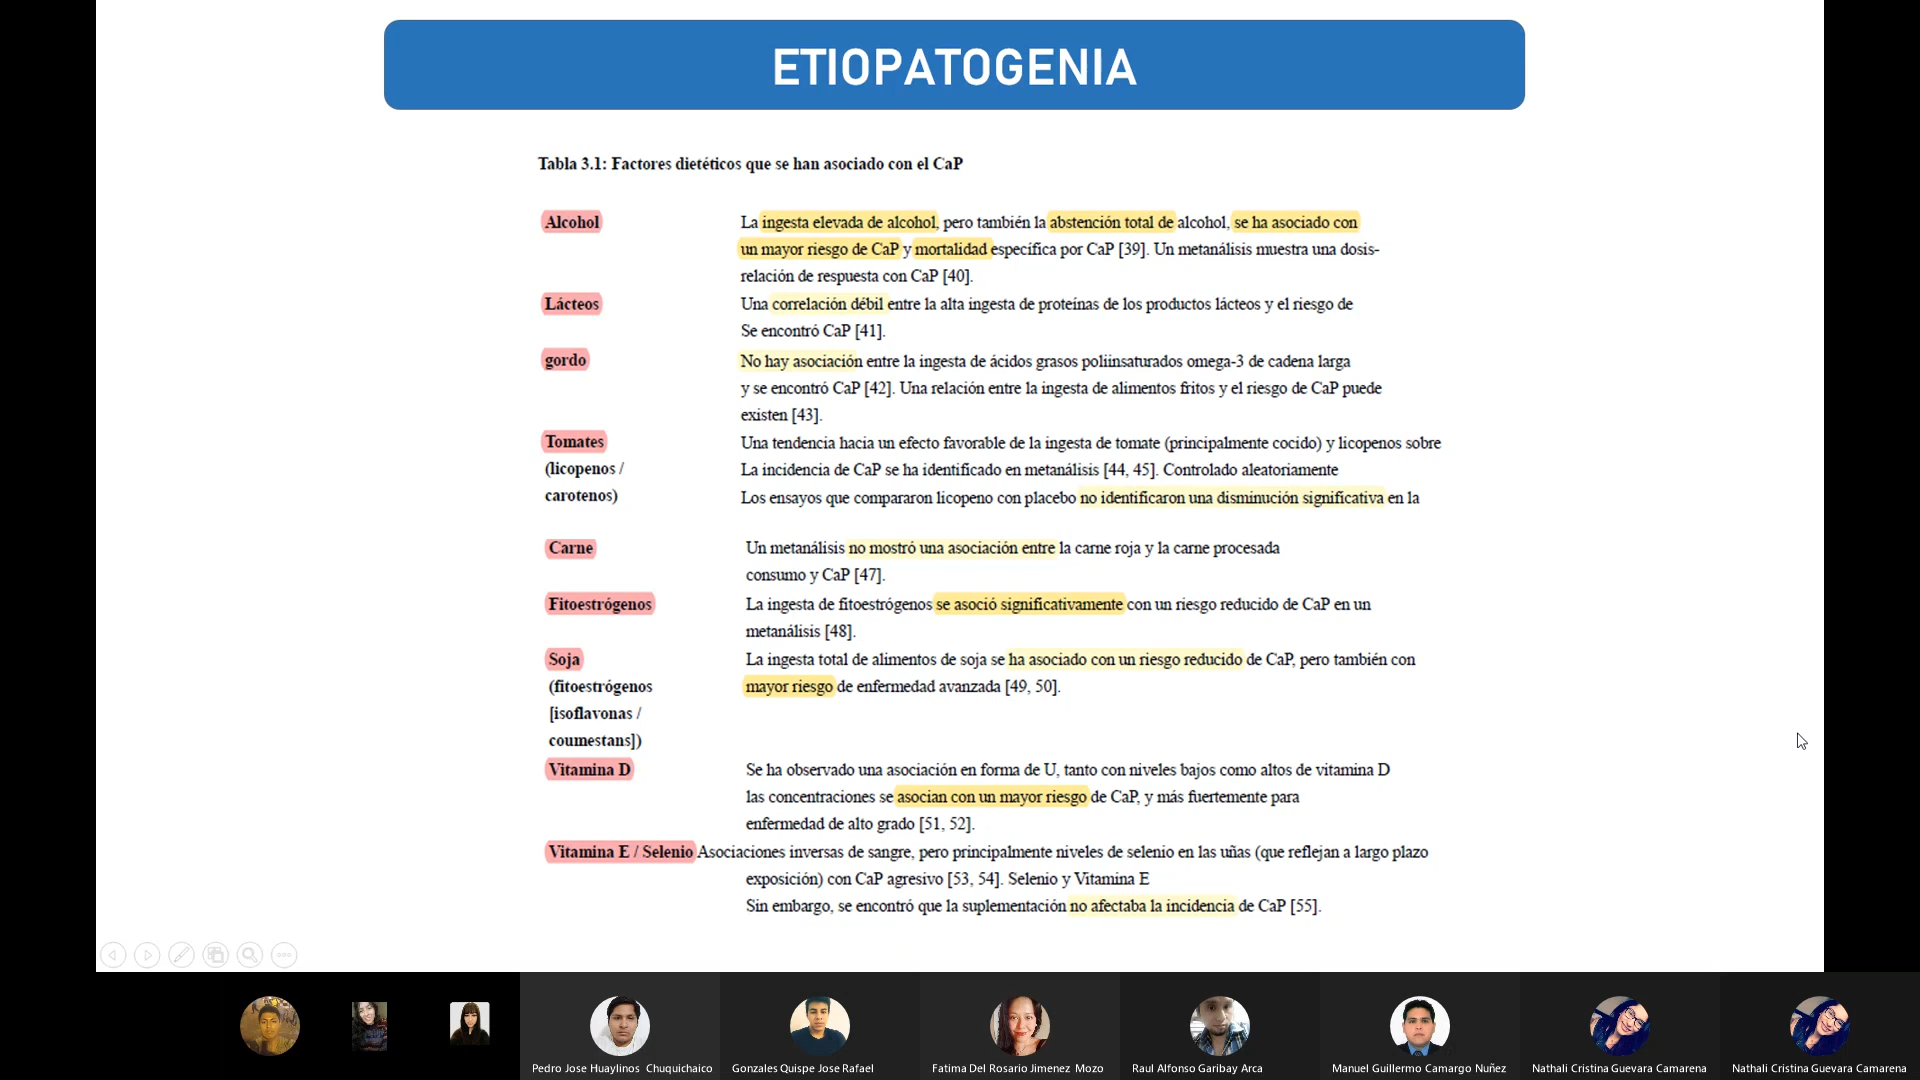 ETIOPATOGENIA
Tabla 3.1: Factores dietéticos que se han asociado con el CaP
Alcohol La ingesta elevada de alcohol, pero también la abstención total de alcohol, se ha asociado con
un mayor riesgo de CaP y mortalidad específica por CaP [39]. Un metanálisis muestra una dosis-
relación de respuesta con CaP [40].
Lácteos Una correlación débil entre la alta ingesta de proteínas de los productos lácteos y el riesgo de
Se encontró CaP [41].
gordo No hay asociación entre la ingesta de ácidos grasos poliinsaturados omega-3 de cadena larga
y se encontró CaP [42]. Una relación entre la ingesta de alimentos fritos y el riesgo de CaP puede
existen [43].
Tomates Una tendencia hacia un efecto favorable de la ingesta de tomate (principalmente cocido) y licopenos sobre
(licopenos / La incidencia de CaP se ha identificado en metanálisis [44, 45]. Controlado aleatoriamente
carotenos) Los ensayos que compararon licopeno con placebo no identificaron una disminución significativa en la
Carne Un metanálisis no mostró una asociación entre la carne roja y la carne procesada
consumo y CaP [47].
Fitoestrógenos La ingesta de fitoestrógenos se asoció significativamente con un riesgo reducido de CaP en un
metanálisis [48].
Soja La ingesta total de alimentos de soja se ha asociado con un riesgo reducido de CaP, pero también con
(fitoestrógenos mayor riesgo de enfermedad avanzada [49, 50].
[isoflavonas /
coumestans])
Vitamina D Se ha observado una asociación en forma de U, tanto con niveles bajos como altos de vitamina D
las concentraciones se asocian con un mayor riesgo de CaP, y más fuertemente para
enfermedad de alto grado [51, 52].
Vitamina E / Selenio Asociaciones inversas de sangre, pero principalmente niveles de selenio en las uñas (que reflejan a largo plazo
exposición) con CaP agresivo [53, 54]. Selenio y Vitamina E
Sin embargo, se encontró que la suplementación no afectaba la incidencia de CaP [55].
Pedro Jose Huaylinos Chuquichaico Gonzales Quispe Jose Rafael Fatima Del Rosario Jimenez Mozo Raul Alfonso Garibay Arca Manuel Guillermo Camargo Nuñez Nathali Cristina Guevara Camarena Nathali Cristina Guevara Camarena